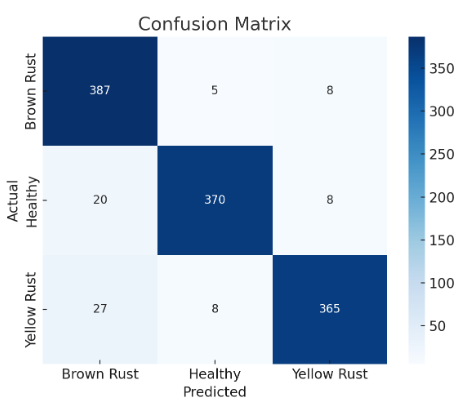 Confusion Matrix
Brown Rust
387 5 8
Actual
Healthy
20 370 8
Yellow Rust
27 8 365
Brown Rust Healthy Yellow Rust
Predicted
350
300
250
200
150
100
50